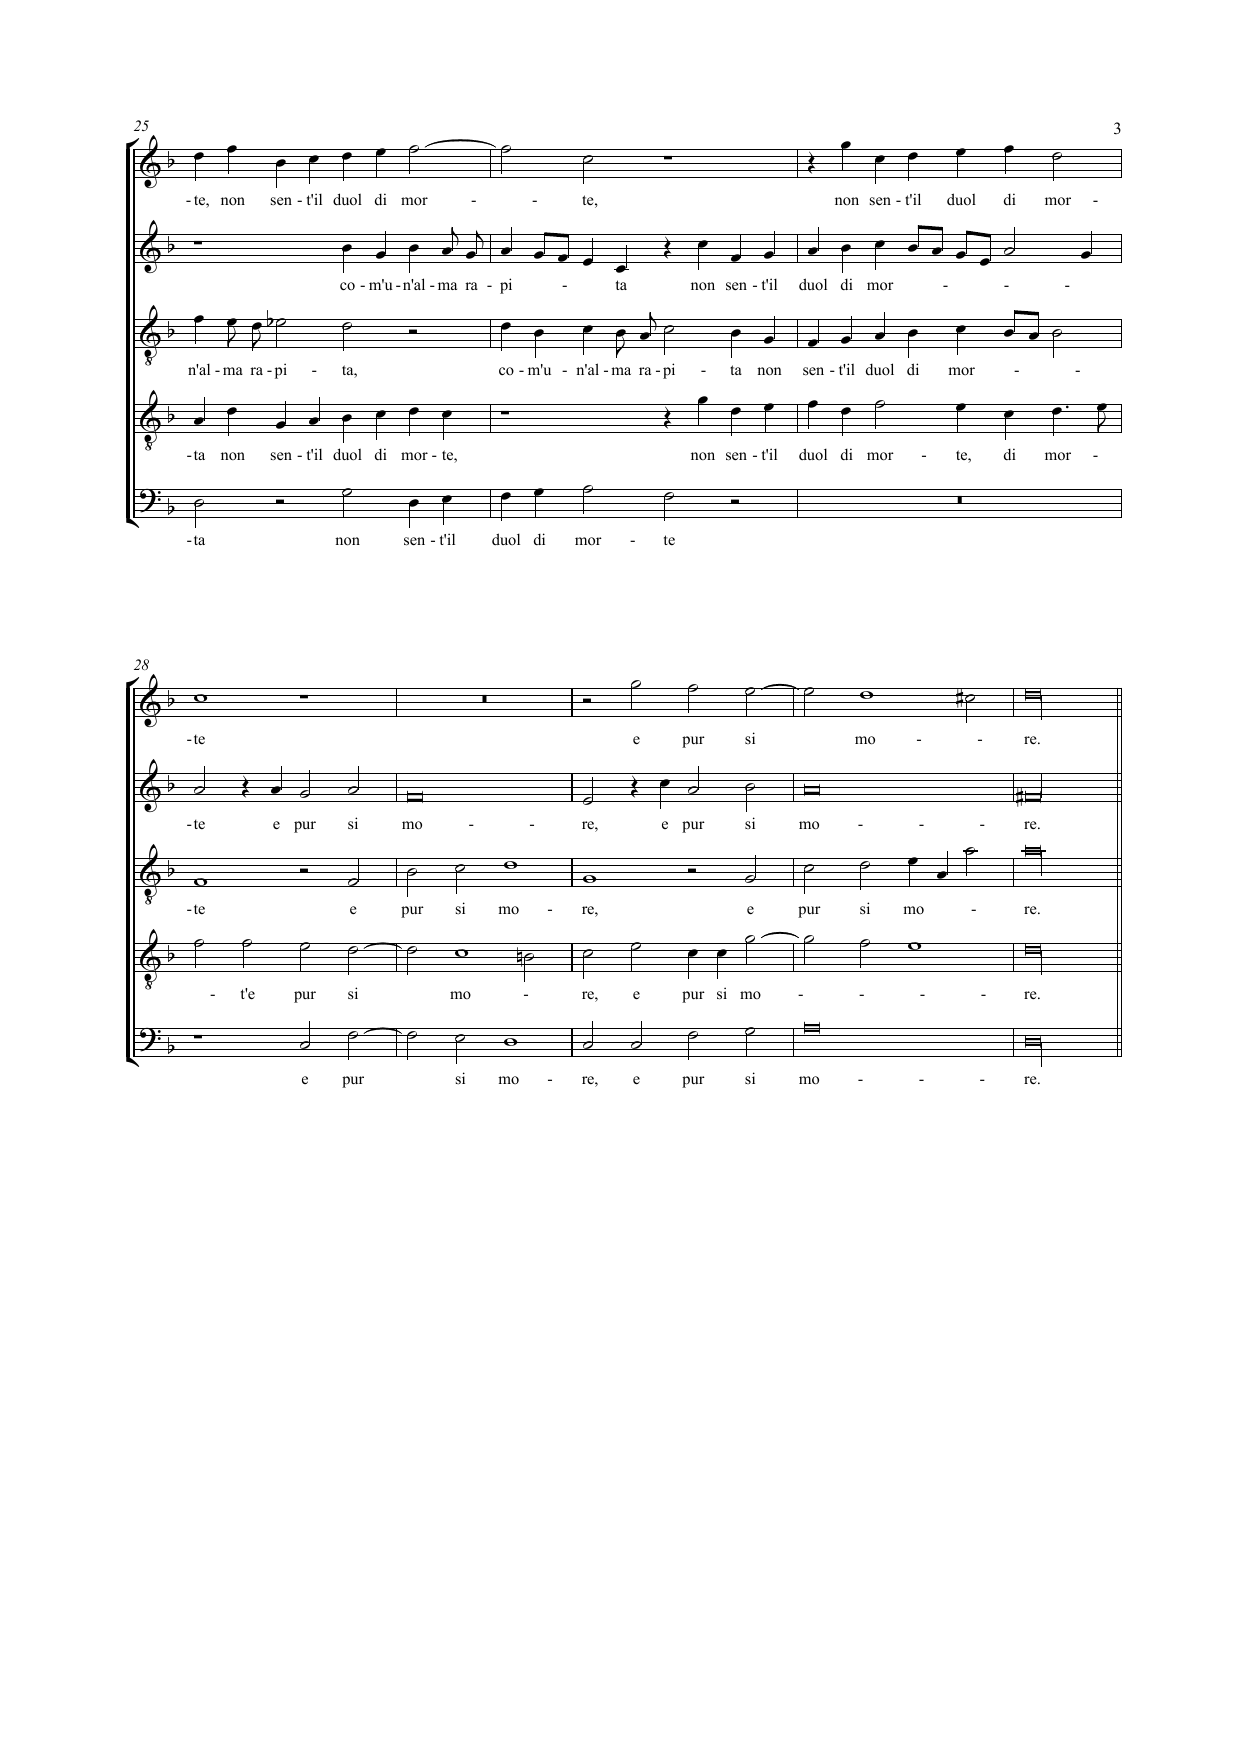 25
3
-te, non sen - t'il duol di mor - - te, non sen - t'il duol di mor -
co - m'u - n'al - ma ra - pi - ta non sen - t'il duol di mor - - -
n'al - ma ra - pi - ta, co - m'u - n'al - ma ra - pi - ta non sen - t'il duol di mor - -
-ta non sen - t'il duol di mor - te, non sen - t'il duol di mor - te, di mor -
-ta non sen - t'il duol di mor - te
28
-te e pur si mo - - re.
-te e pur si mo - - re, e pur si mo - - - re.
-te e pur si mo - re, e pur si mo - re.
- t'e pur si mo - re, e pur si mo - - - - re.
e pur si mo - re, e pur si mo - - - re.